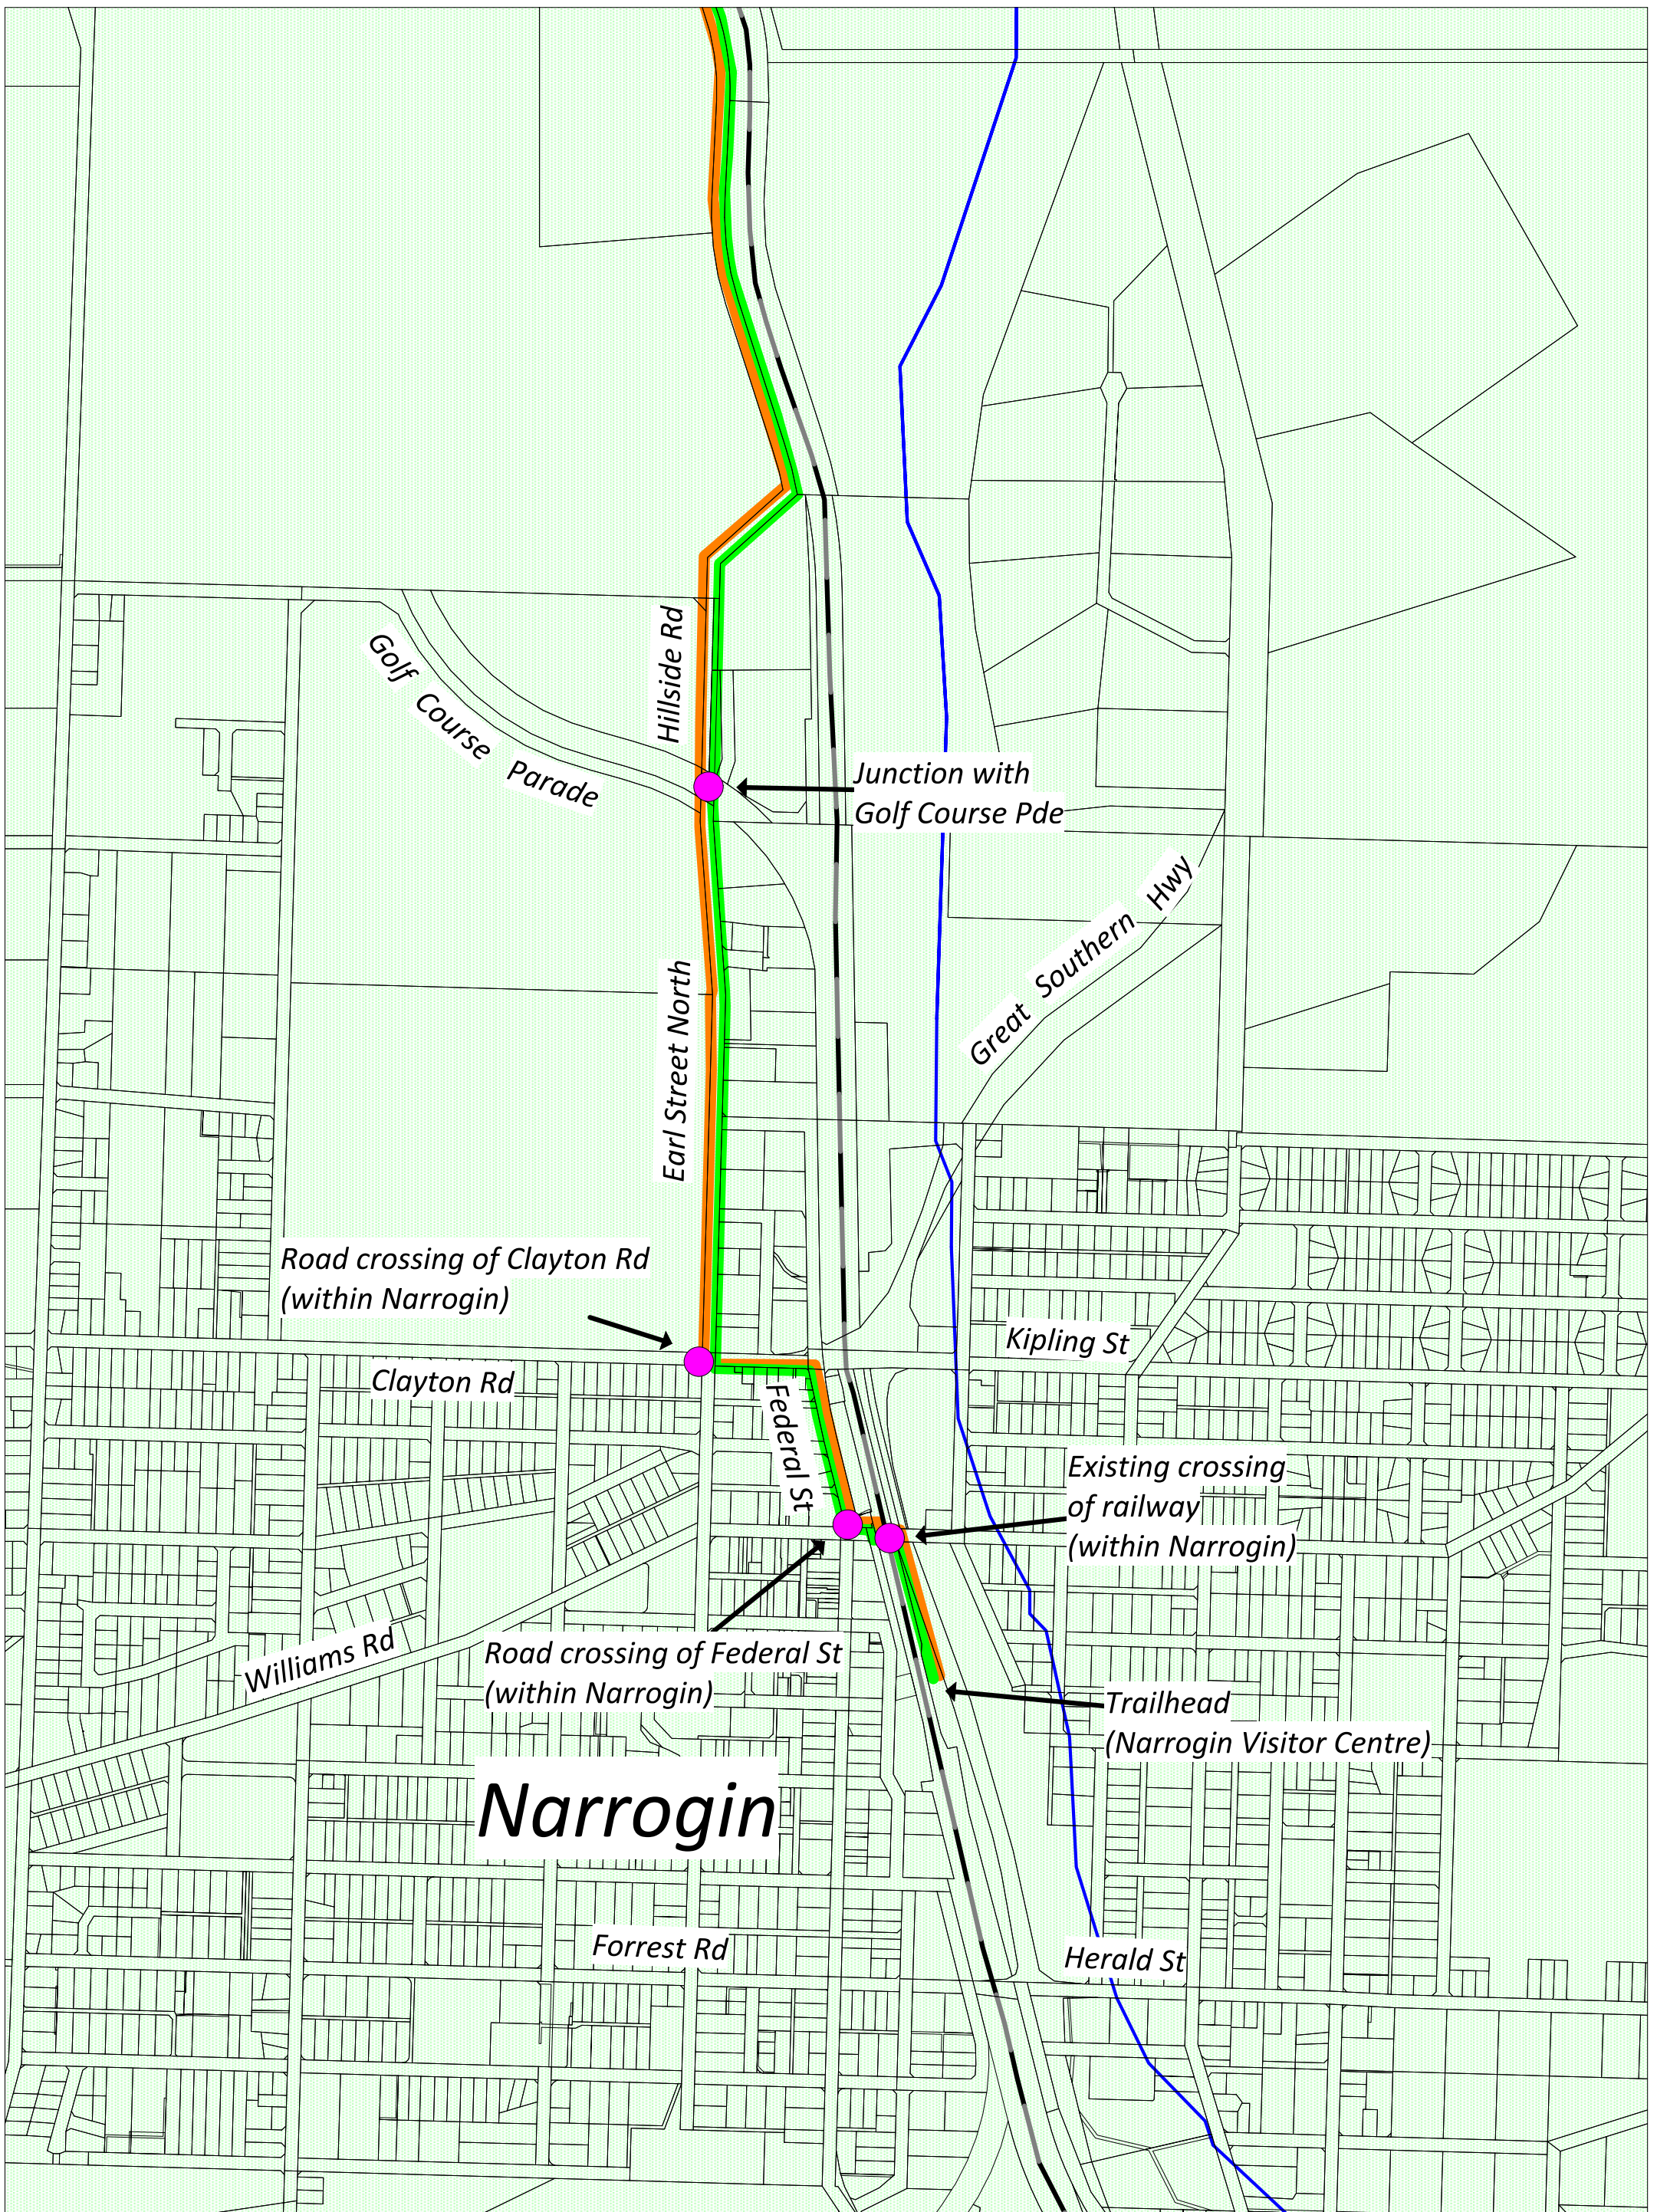 Hillside Rd
Golf Course Parade
Junction with
Golf Course Pde
Great Southern Hwy
Earl Street North
Road crossing of Clayton Rd
(within Narrogin)
Kipling St
Clayton Rd
Federal St
Existing crossing
of railway
(within Narrogin)
Williams Rd
Road crossing of Federal St
(within Narrogin)
Trailhead
(Narrogin Visitor Centre)
Narrogin
Forrest Rd
Herald St